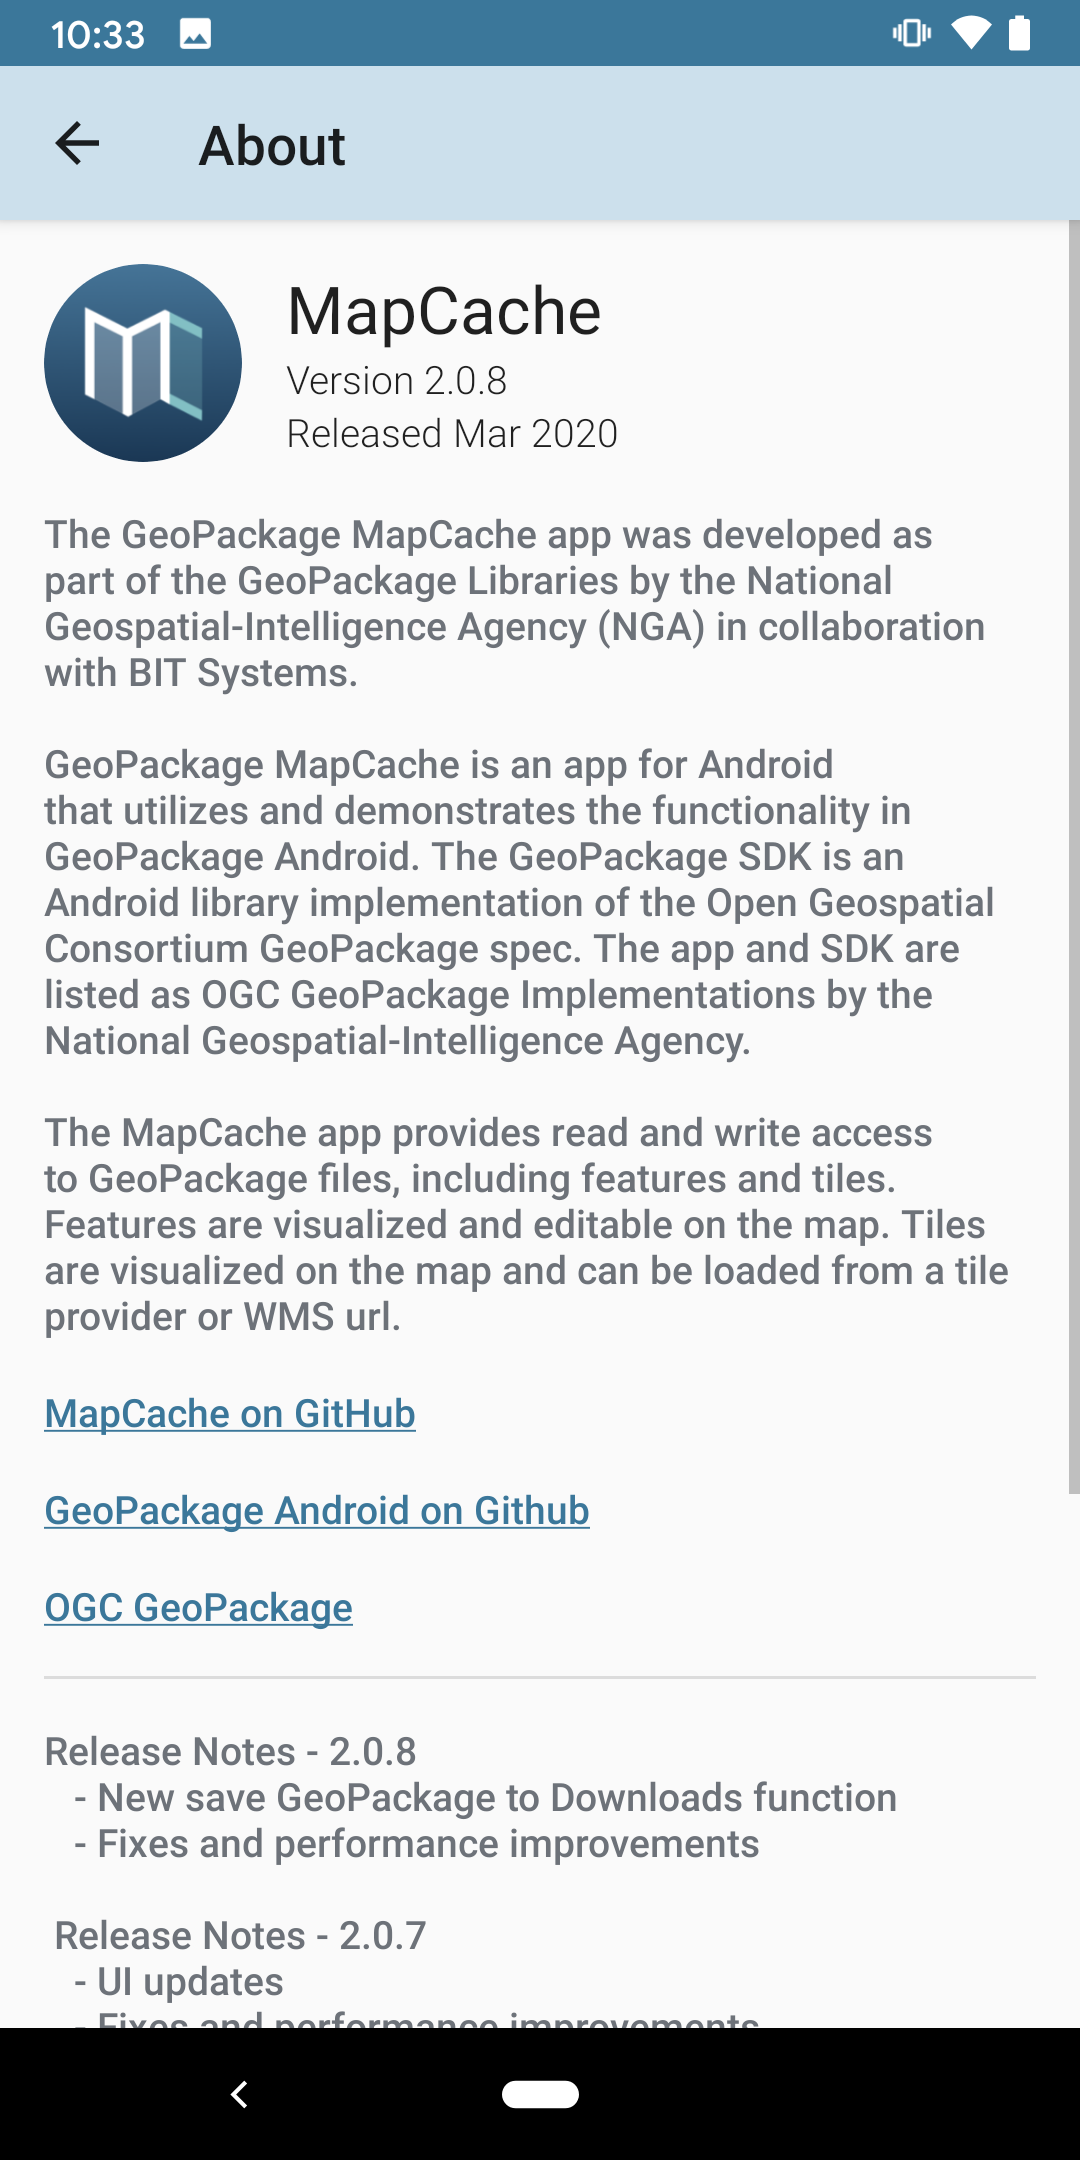 10:33
About
MapCache
Version 2.0.8
Released Mar 2020
The GeoPackage MapCache app was developed as
part of the GeoPackage Libraries by the National
Geospatial-Intelligence Agency (NGA) in collaboration
with BIT Systems.
GeoPackage MapCache is an app for Android
that utilizes and demonstrates the functionality in
GeoPackage Android. The GeoPackage SDK is an
Android library implementation of the Open Geospatial
Consortium GeoPackage spec. The app and SDK are
listed as OGC GeoPackage Implementations by the
National Geospatial-Intelligence Agency.
The MapCache app provides read and write access
to GeoPackage files, including features and tiles.
Features are visualized and editable on the map. Tiles
are visualized on the map and can be loaded from a tile
provider or WMS url.
MapCache on GitHub
GeoPackage Android on Github
OGC GeoPackage
Release Notes - 2.0.8
- New save GeoPackage to Downloads function
- Fixes and performance improvements
Release Notes - 2.0.7
- UI updates
- Fixes and performance improvements